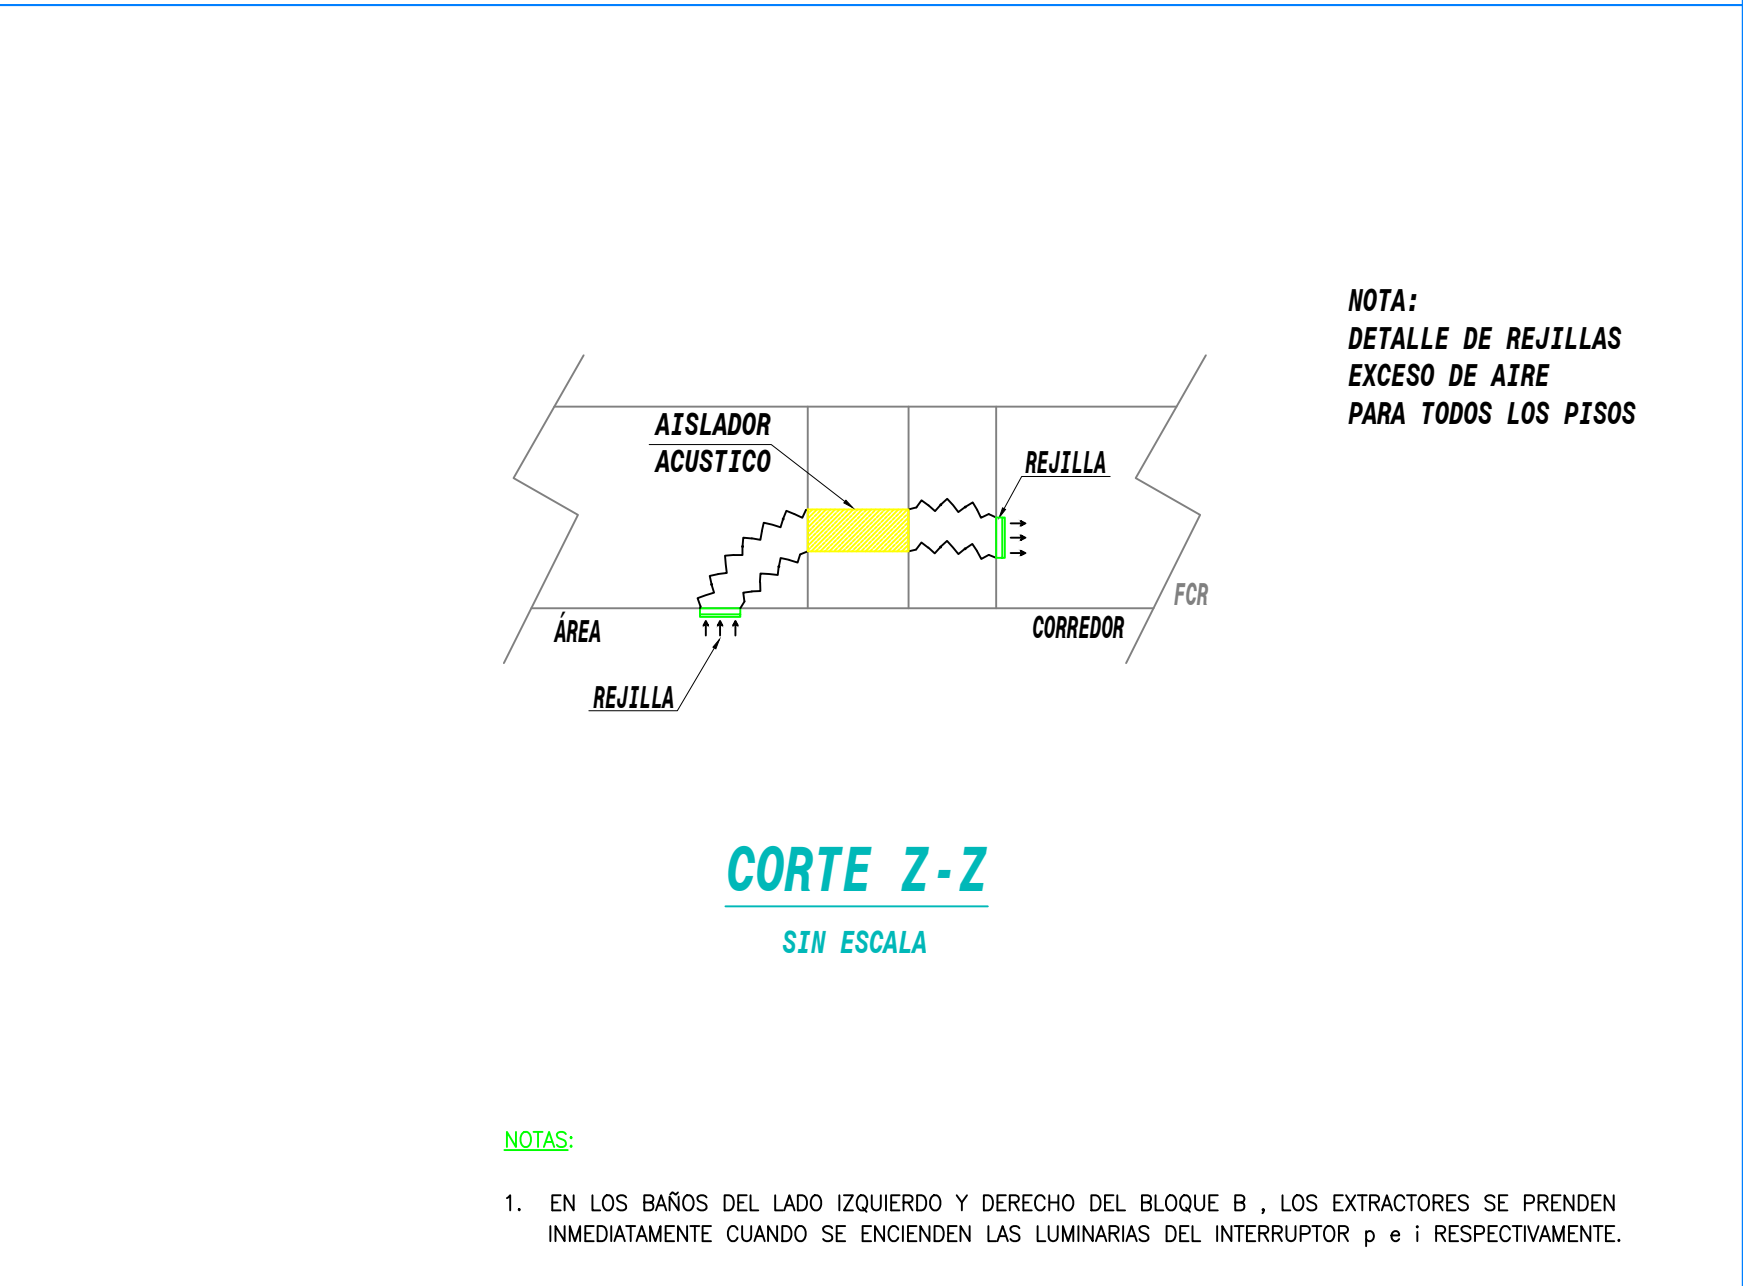 NOTA:
DETALLE DE REJILLAS
EXCESO DE AIRE
PARA TODOS LOS PISOS
AISLADOR
ACUSTICO
REJILLA
FCR
ÁREA
CORREDOR
REJILLA
CORTE Z-Z
SIN ESCALA
NOTAS:
1. EN LOS BAÑOS DEL LADO IZQUIERDO Y DERECHO DEL BLOQUE B , LOS EXTRACTORES SE PRENDEN
INMEDIATAMENTE CUANDO SE ENCIENDEN LAS LUMINARIAS DEL INTERRUPTOR p e i RESPECTIVAMENTE.